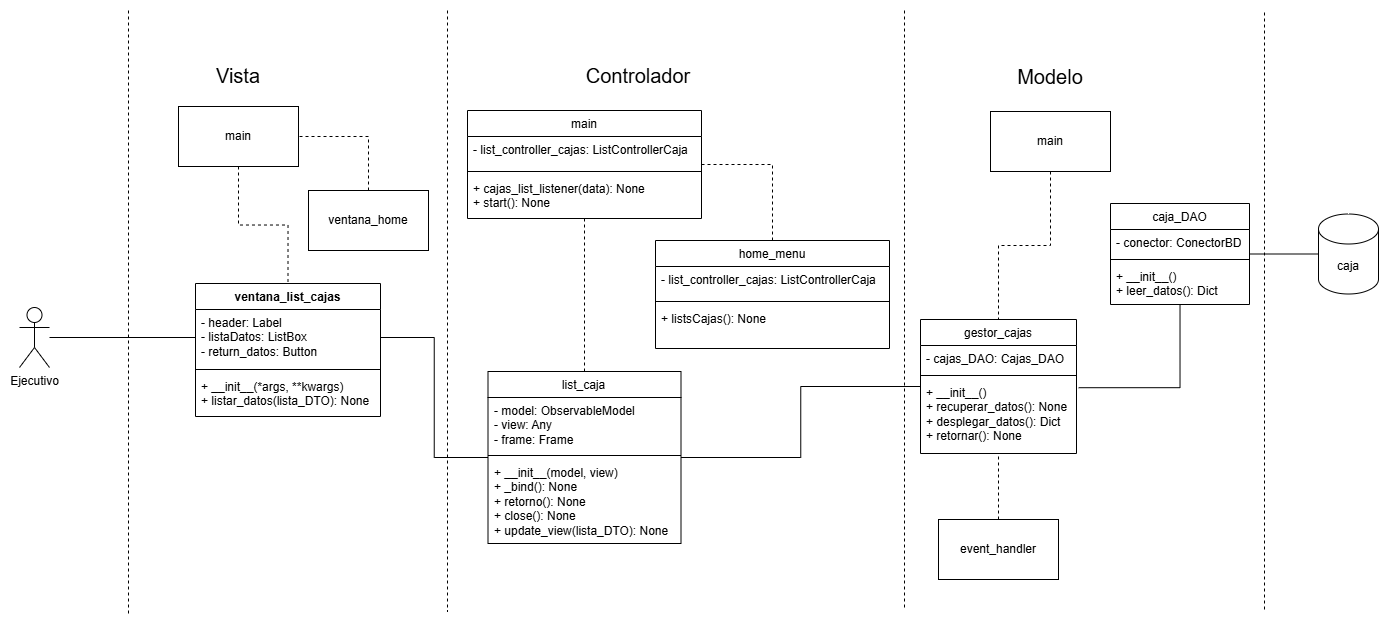 Vista
Controlador
Modelo
main
ventana_home
ventana_list_cajas
- header: Label
- listaDatos: ListBox
- return_datos: Button
+ __init__(*args, **kwargs)
+ listar_datos(lista_DTO): None
Ejecutivo
main
- list_controller_cajas: ListControllerCaja
+ cajas_list_listener(data): None
+ start(): None
home_menu
- list_controller_cajas: ListControllerCaja
+ listsCajas(): None
list_caja
- model: ObservableModel
- view: Any
- frame: Frame
+ __init__(model, view)
+ _bind(): None
+ retorno(): None
+ close(): None
+ update_view(lista_DTO): None
main
caja_DAO
- conector: ConectorBD
+ __init__()
+ leer_datos(): Dict
caja
gestor_cajas
- cajas_DAO: Cajas_DAO
+ __init__()
+ recuperar_datos(): None
+ desplegar_datos(): Dict
+ retornar(): None
event_handler